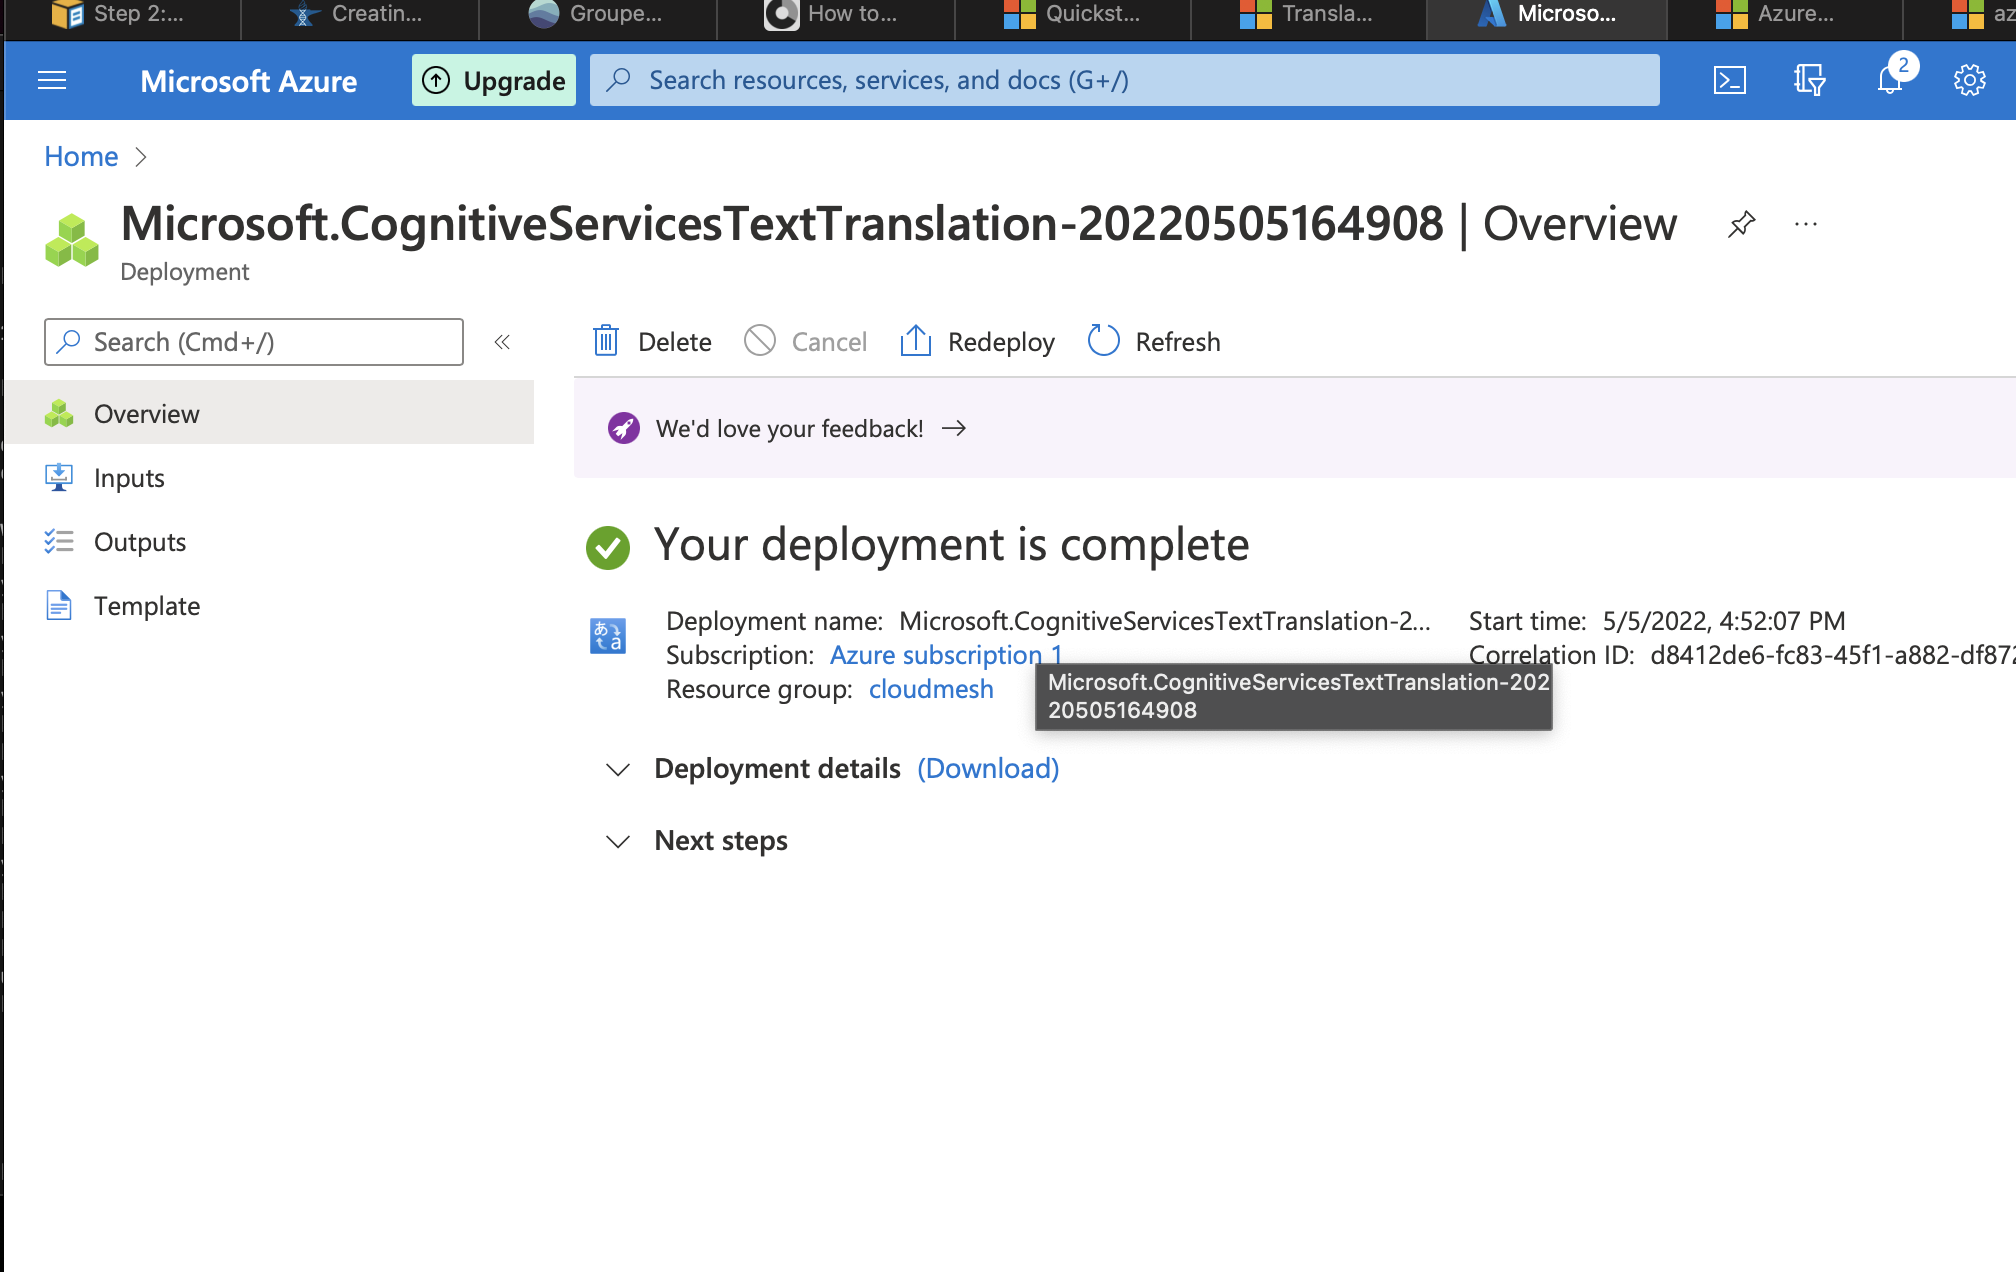 Step 2:...
Creatin...
Groupe...
How to...
Quickst...
Transla...
Microso...
Azure...
az
Microsoft Azure
Upgrade
Search resources, services, and docs (G+/)
2
Home
Microsoft.CognitiveServicesTextTranslation-20220505164908 | Overview
...
Deployment
Search (Cmd+/)
«
Delete
Cancel
Redeploy
Refresh
Overview
Inputs
Outputs
Template
We'd love your feedback! →
Your deployment is complete
Deployment name: Microsoft.CognitiveServicesTextTranslation-2...
Subscription: Azure subscription 1
Resource group: cloudmesh
Start time: 5/5/2022, 4:52:07 PM
Correlation ID: d8412de6-fc83-45f1-a882-df872
Microsoft.CognitiveServicesTextTranslation-202
20505164908
Deployment details (Download)
Next steps